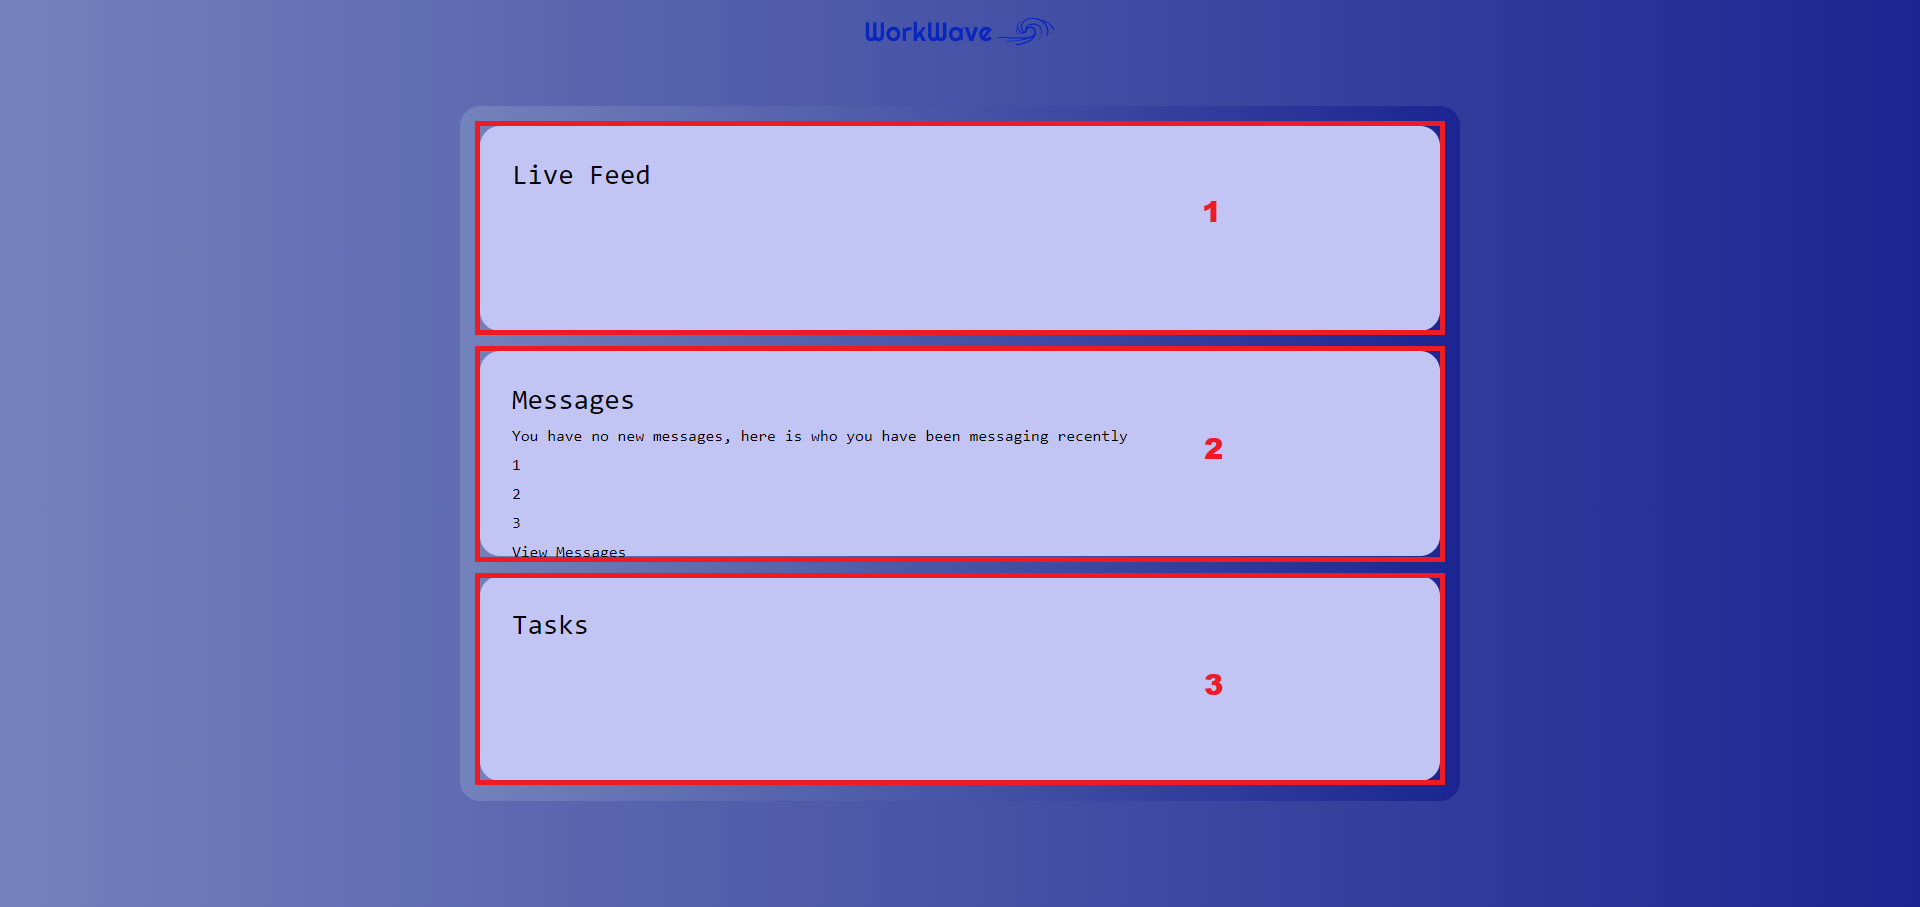 WorkWave
Live Feed
1
Messages
You have no new messages, here is who you have been messaging recently
2
1
2
3
View Messages
Tasks
3